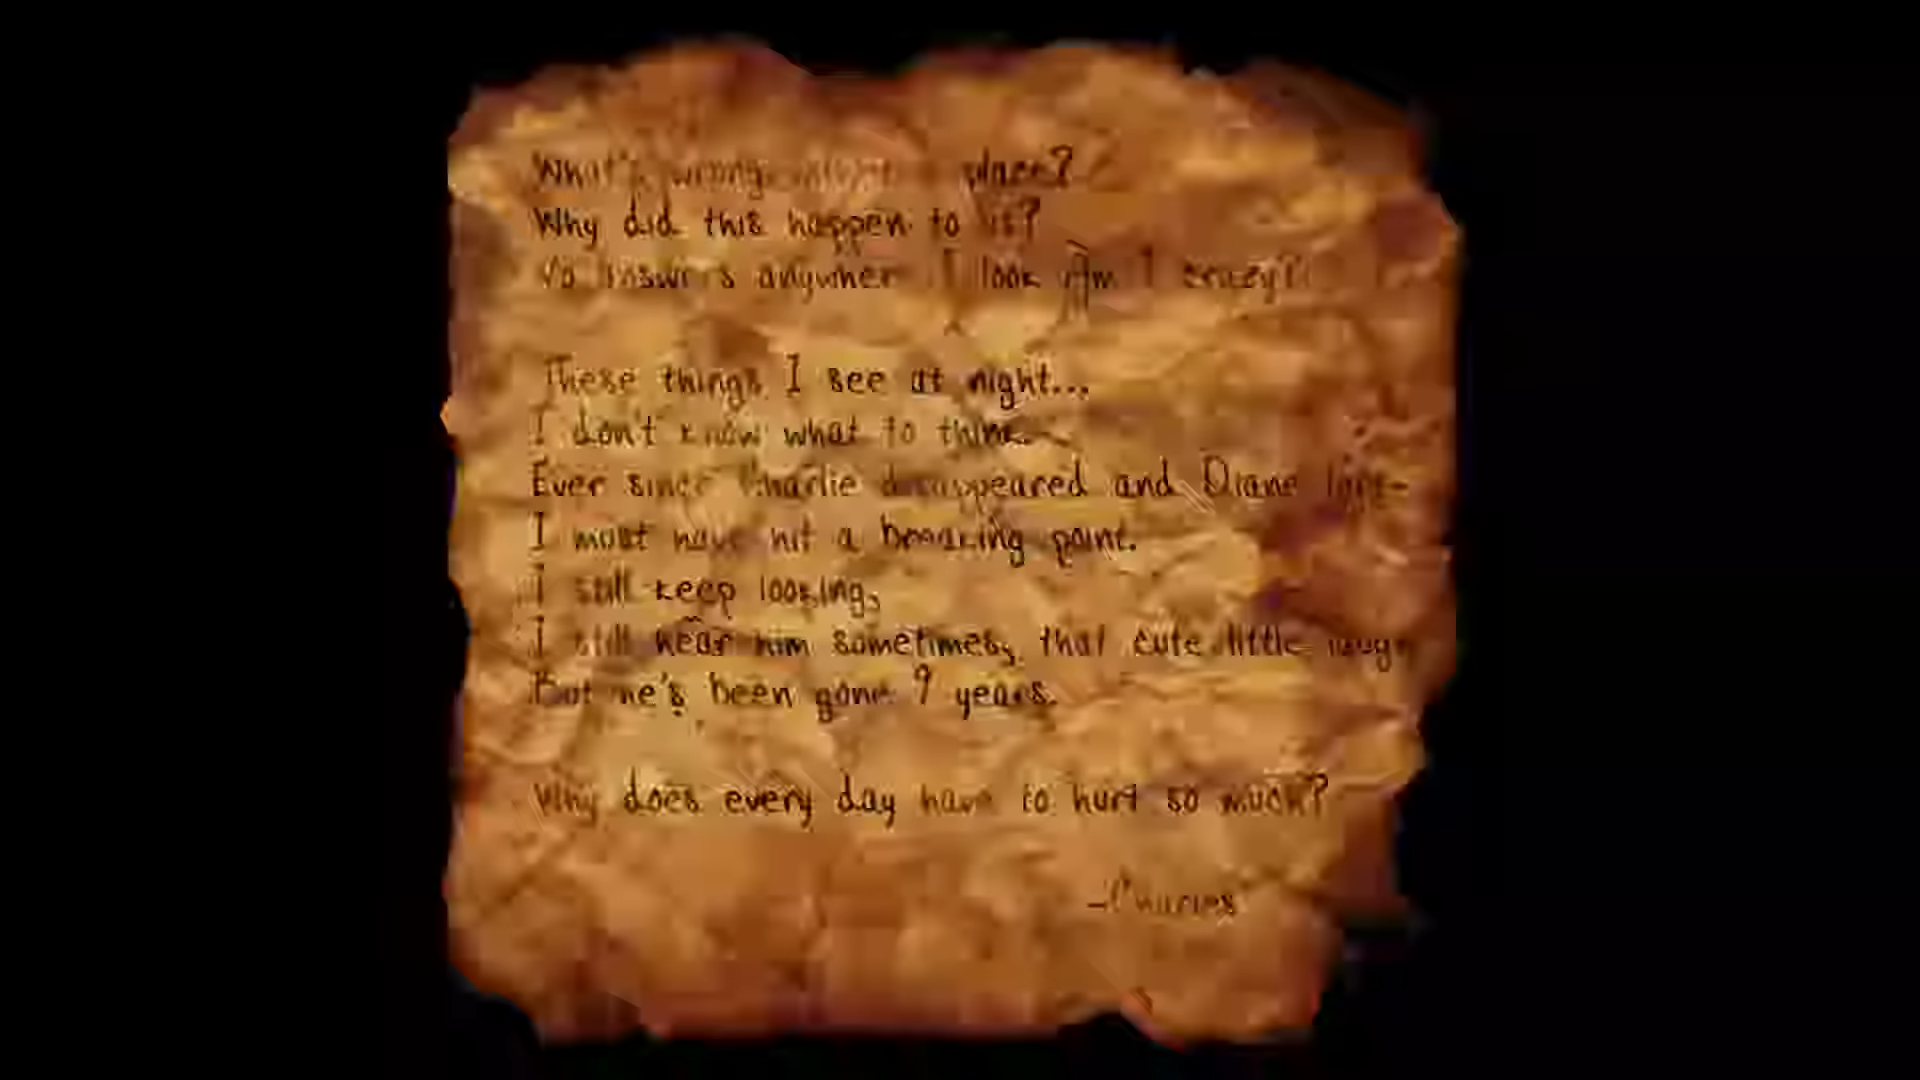 What's wrong place?
Why did this happen to us?
No answers anywhere I look Am I crazy?
These things I see at night...
I don't know what to think
Ever since Charlie disappeared and Diane
I must have hit a breaking point.
I still keep looking,
I still hear him sometimes, that cute little
But he's been gone 9 years.
Why does every day have to hurt so much?
-Charles